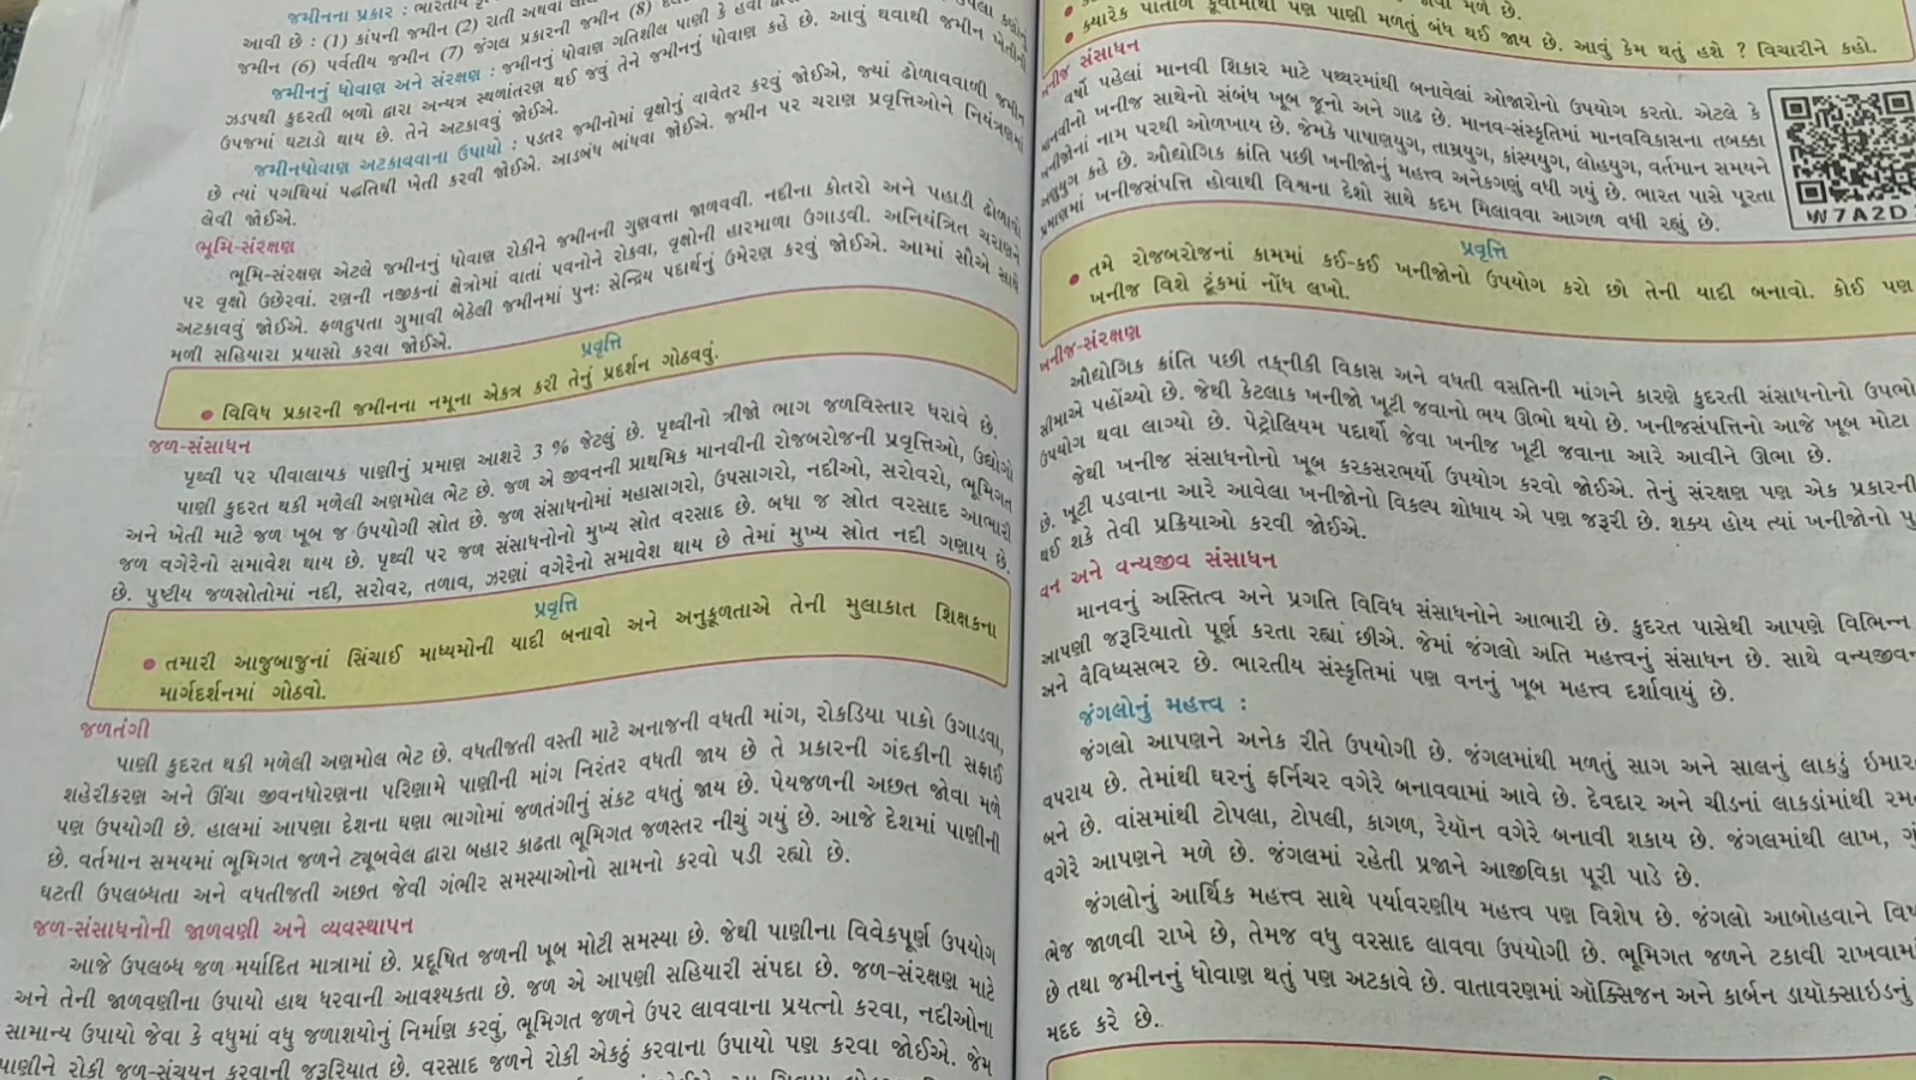 જમીનના પ્રકાર : ભારતીય
આવી છે : (1) કાંપની જમીન (2) રાતી અથવા
જમીન (6) પર્વતીય જમીન (7) જંગલ પ્રકારની જમીન (8)
જમીનનું ધોવાણ અને સંરક્ષણ : જમીનનું ધોવાણ ગતિશીલ પાણી કે હવા
ઝડપથી કુદરતી બળો દ્વારા અન્યત્ર સ્થળાંતરણ થઈ જવું તેને જમીનનું ધોવાણ કહે છે. આવું થવાથી જમીન ખેતીની
ઉપજમાં ઘટાડો થાય છે. તેને અટકાવવું જોઈએ.
જમીનધોવાણ અટકાવવાના ઉપાયો : પડતર જમીનોમાં વૃક્ષોનું વાવેતર કરવું જોઈએ, જ્યાં ઢોળાવવાળી જમીન
છે ત્યાં પગથિયાં પદ્ધતિથી ખેતી કરવી જોઈએ. આડબંધ બાંધવા જોઈએ. જમીન પર ચરાણ પ્રવૃત્તિઓને નિયંત્રણમાં
લેવી જોઈએ.
ભૂમિ-સંરક્ષણ
ભૂમિ-સંરક્ષણ એટલે જમીનનું ધોવાણ રોકીને જમીનની ગુણવત્તા જાળવવી. નદીના કોતરો અને પહાડી ઢોળાવો
પર વૃક્ષો ઉછેરવાં. રણની નજીકનાં ક્ષેત્રોમાં વાતાં પવનોને રોકવા, વૃક્ષોની હારમાળા ઉગાડવી. અનિયંત્રિત ચરાણને
અટકાવવું જોઈએ. ફળદ્રુપતા ગુમાવી બેઠેલી જમીનમાં પુનઃ સેન્દ્રિય પદાર્થનું ઉમેરણ કરવું જોઈએ. આમાં સૌએ સાથે
મળી સહિયારા પ્રયાસો કરવા જોઈએ.
પ્રવૃત્તિ
• વિવિધ પ્રકારની જમીનના નમૂના એકત્ર કરી તેનું પ્રદર્શન ગોઠવવું.
જળ-સંસાધન
પૃથ્વી પર પીવાલાયક પાણીનું પ્રમાણ આશરે 3 % જેટલું છે. પૃથ્વીનો ત્રીજો ભાગ જળવિસ્તાર ધરાવે છે.
પાણી કુદરત થકી મળેલી અણમોલ ભેટ છે. જળ એ જીવનની પ્રાથમિક માનવીની રોજબરોજની પ્રવૃત્તિઓ, ઉદ્યોગો
અને ખેતી માટે જળ ખૂબ જ ઉપયોગી સ્રોત છે. જળ સંસાધનોમાં મહાસાગરો, ઉપસાગરો, નદીઓ, સરોવરો, ભૂમિગત
જળ વગેરેનો સમાવેશ થાય છે. પૃથ્વી પર જળ સંસાધનોનો મુખ્ય સ્રોત વરસાદ છે. બધા જ સ્રોત વરસાદ આભારી
છે. પુષ્ટીય જળસ્રોતોમાં નદી, સરોવર, તળાવ, ઝરણાં વગેરેનો સમાવેશ થાય છે તેમાં મુખ્ય સ્રોત નદી ગણાય છે.
પ્રવૃત્તિ
• તમારી આજુબાજુનાં સિંચાઈ માધ્યમોની યાદી બનાવો અને અનુકૂળતાએ તેની મુલાકાત શિક્ષકના
માર્ગદર્શનમાં ગોઠવો.
જળતંગી
પાણી કુદરત થકી મળેલી અણમોલ ભેટ છે. વધતીજતી વસ્તી માટે અનાજની વધતી માંગ, રોકડિયા પાકો ઉગાડવા,
શહેરીકરણ અને ઊંચા જીવનધોરણના પરિણામે પાણીની માંગ નિરંતર વધતી જાય છે તે પ્રકારની ગંદકીની સફાઈ
પણ ઉપયોગી છે. હાલમાં આપણા દેશના ઘણા ભાગોમાં જળતંગીનું સંકટ વધતું જાય છે. પેયજળની અછત જોવા મળે
છે. વર્તમાન સમયમાં ભૂમિગત જળને ટ્યૂબવેલ દ્વારા બહાર કાઢતા ભૂમિગત જળસ્તર નીચું ગયું છે. આજે દેશમાં પાણીની
ઘટતી ઉપલબ્ધતા અને વધતીજતી અછત જેવી ગંભીર સમસ્યાઓનો સામનો કરવો પડી રહ્યો છે.
જળ-સંસાધનોની જાળવણી અને વ્યવસ્થાપન
આજે ઉપલબ્ધ જળ મર્યાદિત માત્રામાં છે. પ્રદૂષિત જળની ખૂબ મોટી સમસ્યા છે. જેથી પાણીના વિવેકપૂર્ણ ઉપયોગ
અને તેની જાળવણીના ઉપાયો હાથ ધરવાની આવશ્યકતા છે. જળ એ આપણી સહિયારી સંપદા છે. જળ-સંરક્ષણ માટે
સામાન્ય ઉપાયો જેવા કે વધુમાં વધુ જળાશયોનું નિર્માણ કરવું, ભૂમિગત જળને ઉપર લાવવાના પ્રયત્નો કરવા, નદીઓના
પાણીને રોકી જળ-સંચયન કરવાની જરૂરિયાત છે. વરસાદ જળને રોકી એકઠું કરવાના ઉપાયો પણ કરવા જોઈએ. જેમ
મળે છે.
• ક્યારેક પાતાળ કૂવામાંથી પણ પાણી મળતું બંધ થઈ જાય છે. આવું કેમ થતું હશે ? વિચારીને કહો.
ખનીજ સંસાધન
વર્ષો પહેલાં માનવી શિકાર માટે પથ્થરમાંથી બનાવેલાં ઓજારોનો ઉપયોગ કરતો. એટલે કે
માનવીનો ખનીજ સાથેનો સંબંધ ખૂબ જૂનો અને ગાઢ છે. માનવ-સંસ્કૃતિમાં માનવવિકાસના તબક્કા
ખનીજોનાં નામ પરથી ઓળખાય છે. જેમકે પાષાણયુગ, તામ્રયુગ, કાંસ્યયુગ, લોહયુગ, વર્તમાન સમયને
અણુયુગ કહે છે. ઔદ્યોગિક ક્રાંતિ પછી ખનીજોનું મહત્ત્વ અનેકગણું વધી ગયું છે. ભારત પાસે પૂરતા
પ્રમાણમાં ખનીજસંપત્તિ હોવાથી વિશ્વના દેશો સાથે કદમ મિલાવવા આગળ વધી રહ્યું છે.
W7A2D
પ્રવૃત્તિ
• તમે રોજબરોજનાં કામમાં કઈ-કઈ ખનીજોનો ઉપયોગ કરો છો તેની યાદી બનાવો. કોઈ પણ
ખનીજ વિશે ટૂંકમાં નોંધ લખો.
ખનીજ-સંરક્ષણ
ઔદ્યોગિક ક્રાંતિ પછી તકનીકી વિકાસ અને વધતી વસતિની માંગને કારણે કુદરતી સંસાધનોનો
સીમાએ પહોંચ્યો છે. જેથી કેટલાક ખનીજો ખૂટી જવાનો ભય ઊભો થયો છે. ખનીજસંપત્તિનો આજે ખૂબ મોટા
ઉપયોગ થવા લાગ્યો છે. પેટ્રોલિયમ પદાર્થો જેવા ખનીજ ખૂટી જવાના આરે આવીને ઊભા છે.
જેથી ખનીજ સંસાધનોનો ખૂબ કરકસરભર્યો ઉપયોગ કરવો જોઈએ. તેનું સંરક્ષણ પણ એક પ્રકારની
છે. ખૂટી પડવાના આરે આવેલા ખનીજોનો વિકલ્પ શોધાય એ પણ જરૂરી છે. શક્ય હોય ત્યાં ખનીજોનો
થઈ શકે તેવી પ્રક્રિયાઓ કરવી જોઈએ.
વન અને વન્યજીવ સંસાધન
માનવનું અસ્તિત્વ અને પ્રગતિ વિવિધ સંસાધનોને આભારી છે. કુદરત પાસેથી આપણે વિભિન્ન
આપણી જરૂરિયાતો પૂર્ણ કરતા રહ્યાં છીએ. જેમાં જંગલો અતિ મહત્ત્વનું સંસાધન છે. સાથે
અને વૈવિધ્યસભર છે. ભારતીય સંસ્કૃતિમાં પણ વનનું ખૂબ મહત્ત્વ દર્શાવાયું છે.
જંગલોનું મહત્ત્વ :
જંગલો આપણને અનેક રીતે ઉપયોગી છે. જંગલમાંથી મળતું સાગ અને સાલનું લાકડું
વપરાય છે. તેમાંથી ઘરનું ફર્નિચર વગેરે બનાવવામાં આવે છે. દેવદાર અને ચીડનાં લાકડાંમાંથી
બને છે. વાંસમાંથી ટોપલા, ટોપલી, કાગળ, રેયૉન વગેરે બનાવી શકાય છે. જંગલમાંથી લાખ,
વગેરે આપણને મળે છે. જંગલમાં રહેતી પ્રજાને આજીવિકા પૂરી પાડે છે.
જંગલોનું આર્થિક મહત્ત્વ સાથે પર્યાવરણીય મહત્ત્વ પણ વિશેષ છે. જંગલો આબોહવાને
ભેજ જાળવી રાખે છે, તેમજ વધુ વરસાદ લાવવા ઉપયોગી છે. ભૂમિગત જળને ટકાવી રાખવામાં
છે તથા જમીનનું ધોવાણ થતું પણ અટકાવે છે. વાતાવરણમાં ઑક્સિજન અને કાર્બન ડાયૉક્સાઇડનું
મદદ કરે છે.